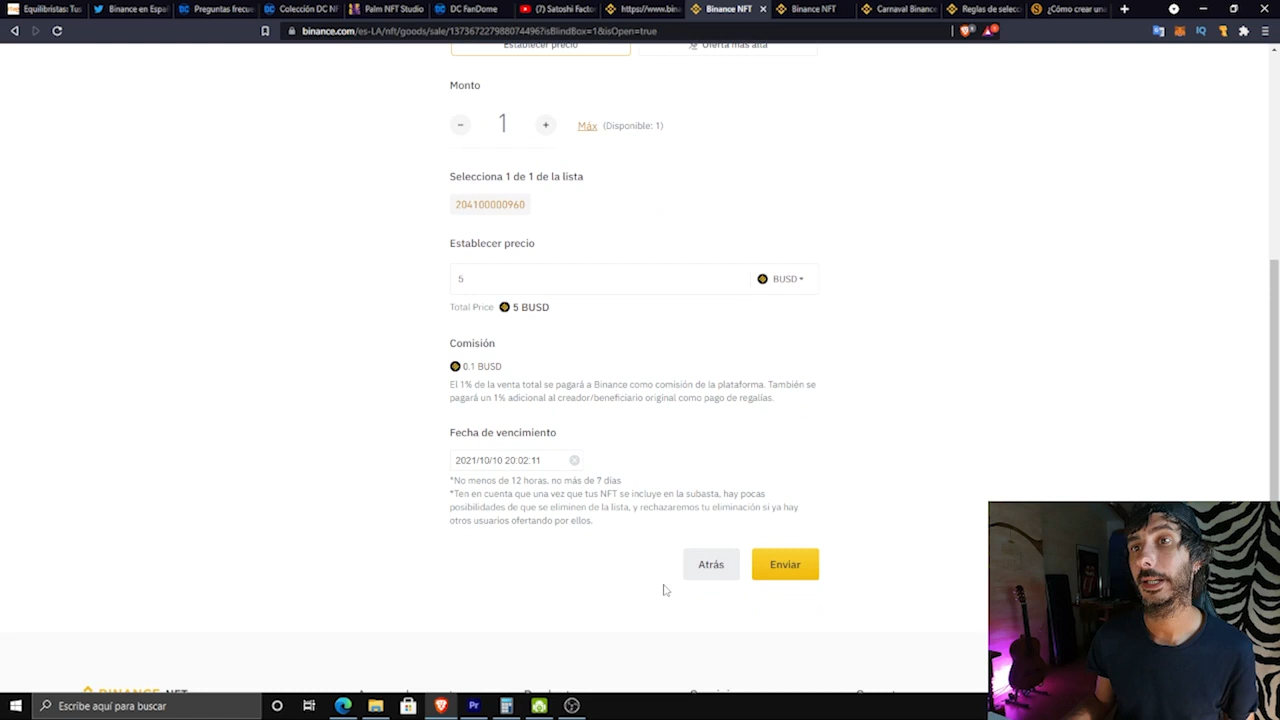 Equilibristas: Tus
Binance en Espa
Preguntas frecue
Colección DC NF
Palm NFT Studio
DC FanDome
(7) Satoshi Factor
https://www.bina
Binance NFT
Binance NFT
Carnaval Binance
Reglas de selecc
¿Cómo crear una
binance.com/es-LA/nft/goods/sale/137367227988074496?isBlindBox=1&isOpen=true
Establecer precio
Oferta más alta
Monto
− 1 +
Máx (Disponible: 1)
Selecciona 1 de 1 de la lista
204100000960
Establecer precio
5
BUSD
Total Price 5 BUSD
Comisión
0.1 BUSD
El 1% de la venta total se pagará a Binance como comisión de la plataforma. También se
pagará un 1% adicional al creador/beneficiario original como pago de regalías.
Fecha de vencimiento
2021/10/10 20:02:11
*No menos de 12 horas, no más de 7 días
*Ten en cuenta que una vez que tus NFT se incluye en la subasta, hay pocas
posibilidades de que se eliminen de la lista, y rechazaremos tu eliminación si ya hay
otros usuarios ofertando por ellos.
Atrás
Enviar
BINANCE NFT
Escribe aquí para buscar